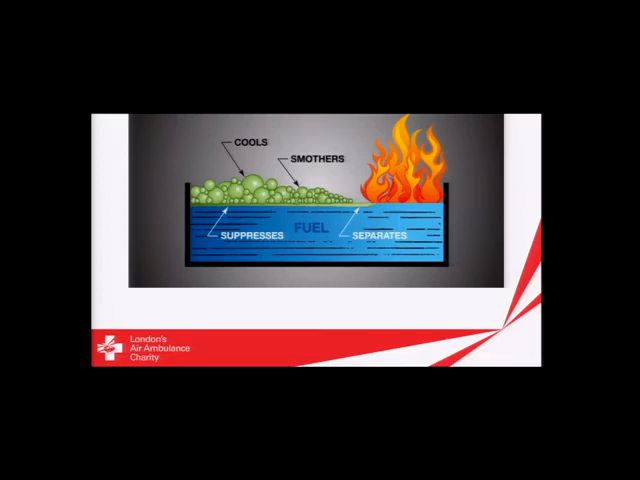 COOLS
SMOTHERS
FUEL
SUPPRESSES
SEPARATES
London's
Air Ambulance
Charity